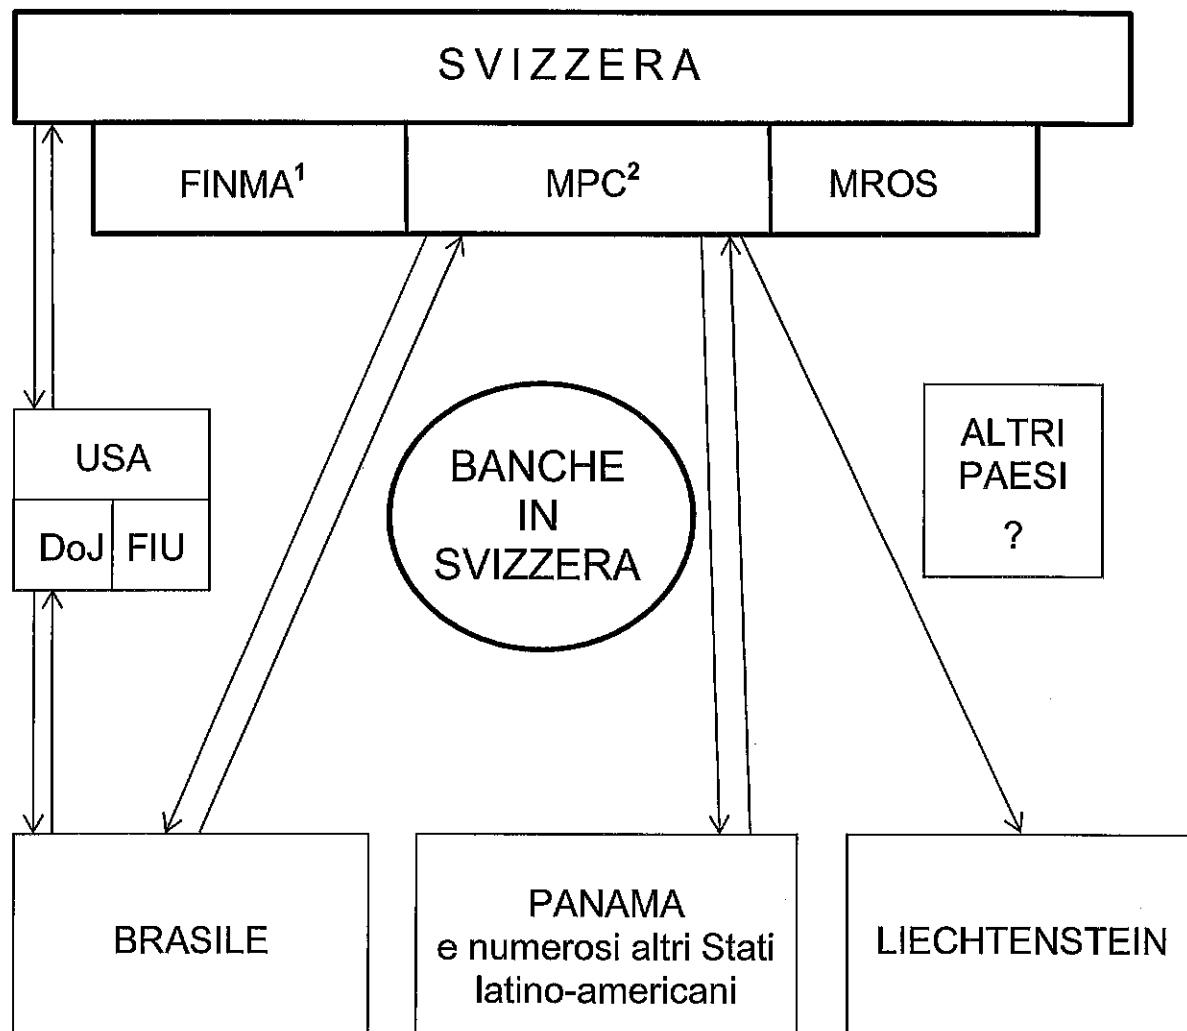 SVIZZERA
FINMA¹ MPC² MROS
USA
DoJ FIU
BANCHE
IN
SVIZZERA
ALTRI
PAESI
?
BRASILE
PANAMA
e numerosi altri Stati
latino-americani
LIECHTENSTEIN